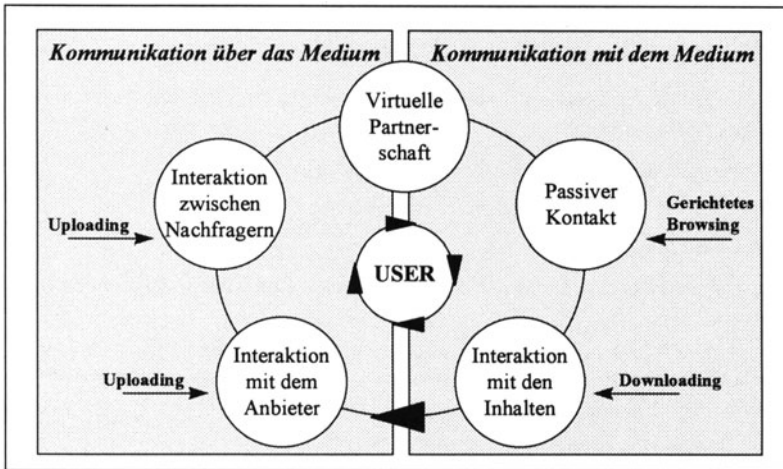 Kommunikation über das Medium
Kommunikation mit dem Medium
Virtuelle
Partner-
schaft
Interaktion
zwischen
Nachfragern
Passiver
Kontakt
Gerichtetes
Browsing
Uploading
USER
Interaktion
mit dem
Anbieter
Interaktion
mit den
Inhalten
Uploading
Downloading